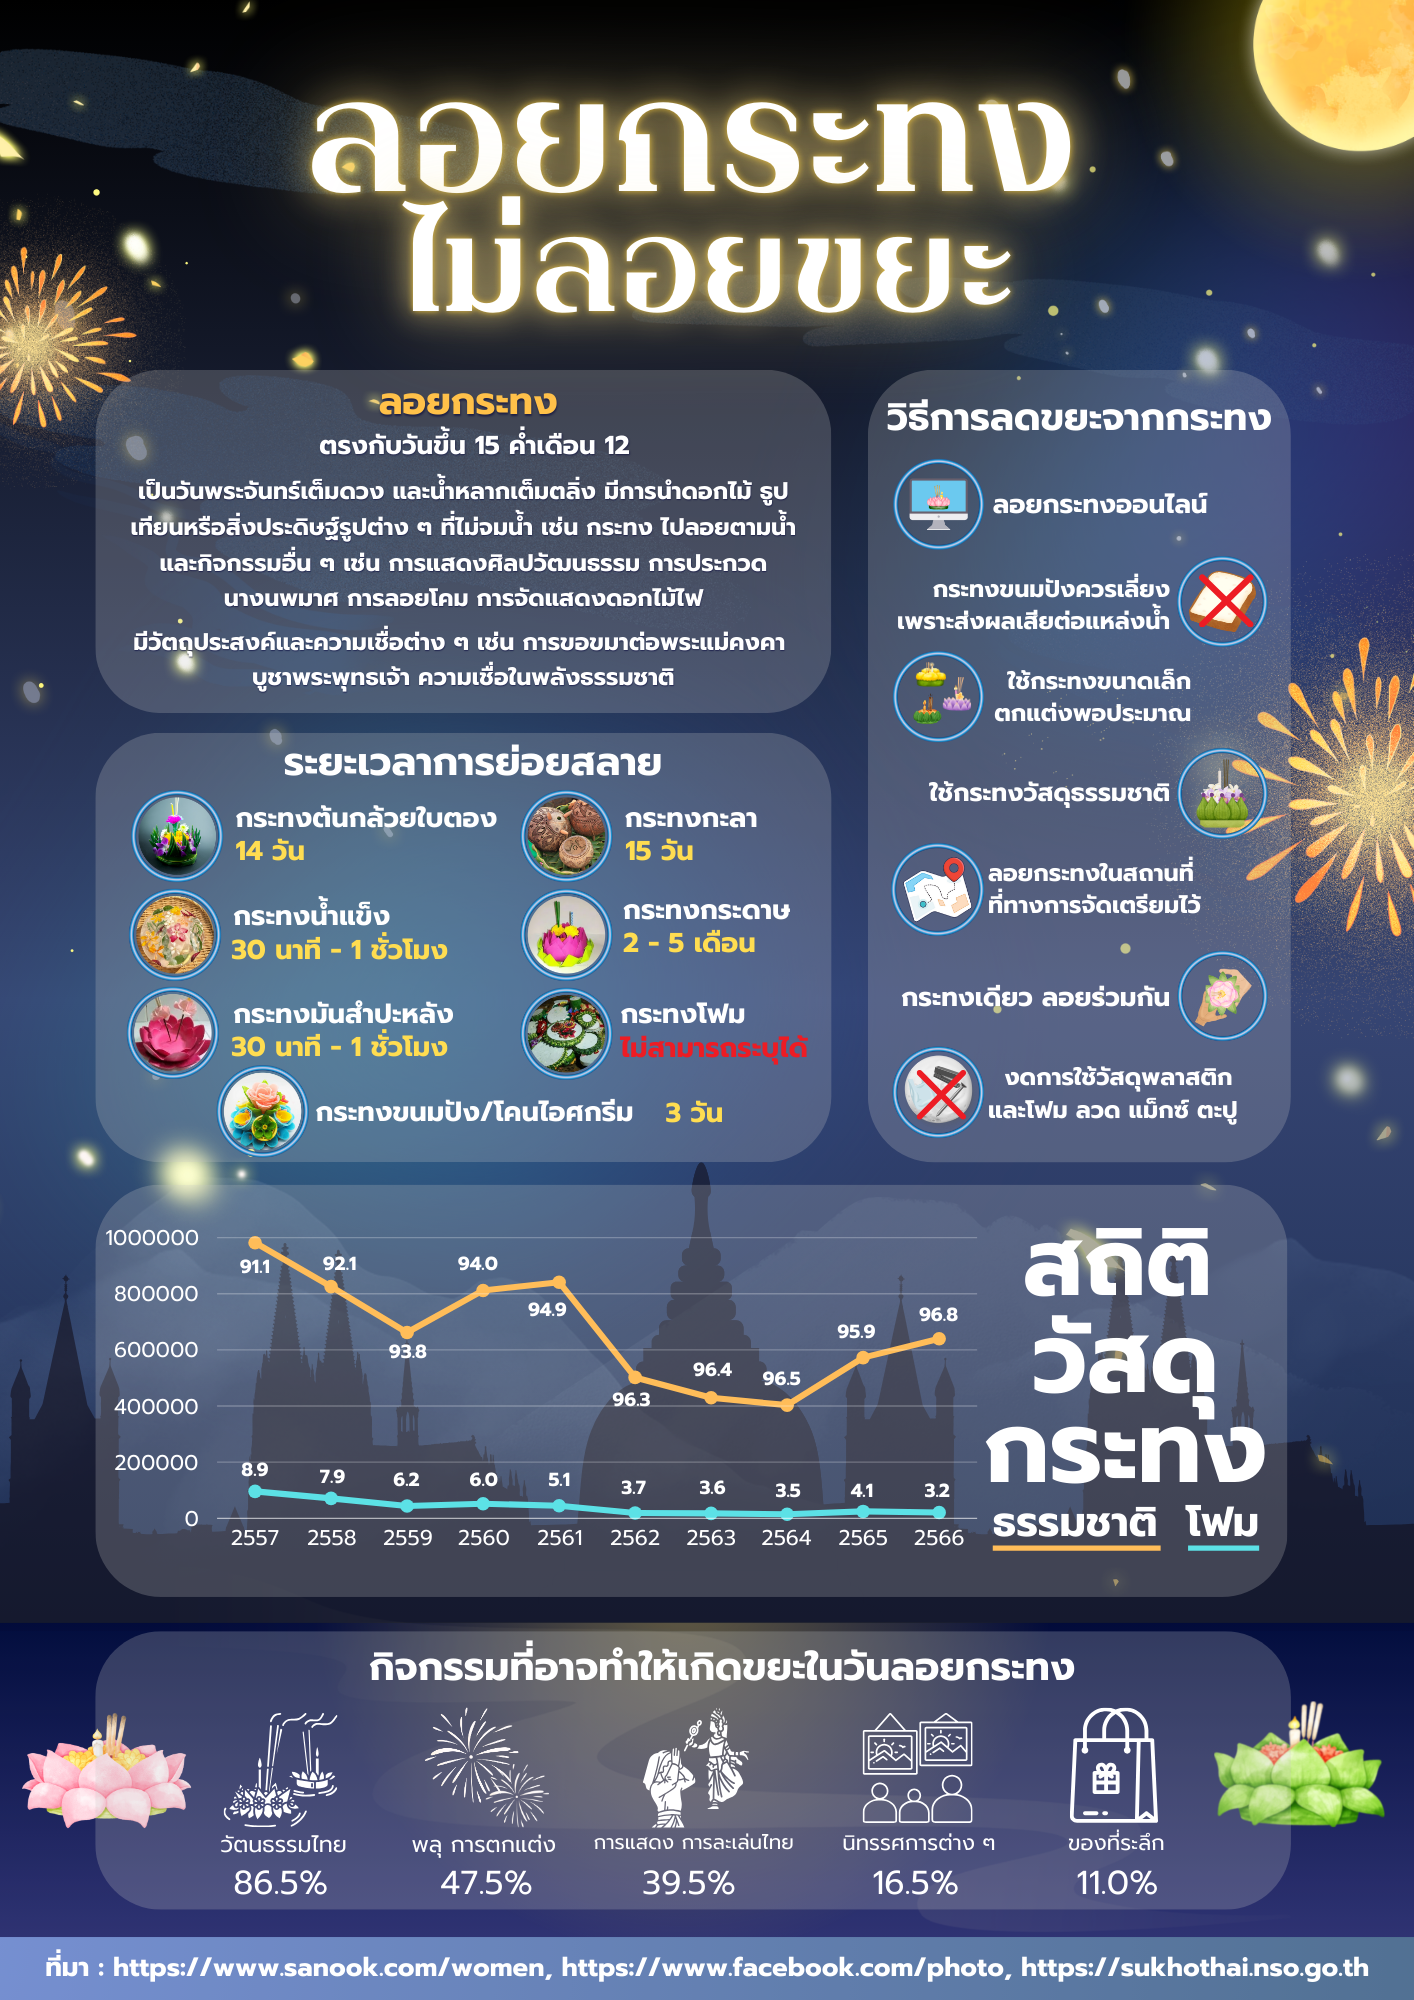 ลอยกระทง
ไม่ลอยขยะ
ลอยกระทง
ตรงกับวันขึ้น 15 ค่ำเดือน 12
เป็นวันพระจันทร์เต็มดวง และน้ำหลากเต็มตลิ่ง มีการนำดอกไม้ ธูป
เทียนหรือสิ่งประดิษฐ์รูปต่าง ๆ ที่ไม่จมน้ำ เช่น กระทง ไปลอยตามน้ำ
และกิจกรรมอื่น ๆ เช่น การแสดงศิลปวัฒนธรรม การประกวด
นางนพมาศ การลอยโคม การจัดแสดงดอกไม้ไฟ
มีวัตถุประสงค์และความเชื่อต่าง ๆ เช่น การขอขมาต่อพระแม่คงคา
บูชาพระพุทธเจ้า ความเชื่อในพลังธรรมชาติ
ระยะเวลาการย่อยสลาย
กระทงต้นกล้วยใบตอง
14 วัน
กระทงกะลา
15 วัน
กระทงน้ำแข็ง
30 นาที - 1 ชั่วโมง
กระทงกระดาษ
2 - 5 เดือน
กระทงมันสำปะหลัง
30 นาที - 1 ชั่วโมง
กระทงโฟม
ไม่สามารถระบุได้
กระทงขนมปัง/โคนไอศกรีม 3 วัน
วิธีการลดขยะจากกระทง
ลอยกระทงออนไลน์
กระทงขนมปังควรเลี่ยง
เพราะส่งผลเสียต่อแหล่งน้ำ
ใช้กระทงขนาดเล็ก
ตกแต่งพอประมาณ
ใช้กระทงวัสดุธรรมชาติ
ลอยกระทงในสถานที่
ที่ทางการจัดเตรียมไว้
กระทงเดียว ลอยร่วมกัน
งดการใช้วัสดุพลาสติก
และโฟม ลวด แม็กซ์ ตะปู
1000000
800000
600000
400000
200000
0
91.1 92.1 93.8 94.0 94.9 96.3 96.4 96.5 95.9 96.8
8.9 7.9 6.2 6.0 5.1 3.7 3.6 3.5 4.1 3.2
2557 2558 2559 2560 2561 2562 2563 2564 2565 2566
สถิติ
วัสดุ
กระทง
ธรรมชาติ โฟม
กิจกรรมที่อาจทำให้เกิดขยะในวันลอยกระทง
วัฒนธรรมไทย
86.5%
พลุ การตกแต่ง
47.5%
การแสดง การละเล่นไทย
39.5%
นิทรรศการต่าง ๆ
16.5%
ของที่ระลึก
11.0%
ที่มา : https://www.sanook.com/women, https://www.facebook.com/photo, https://sukhothai.nso.go.th